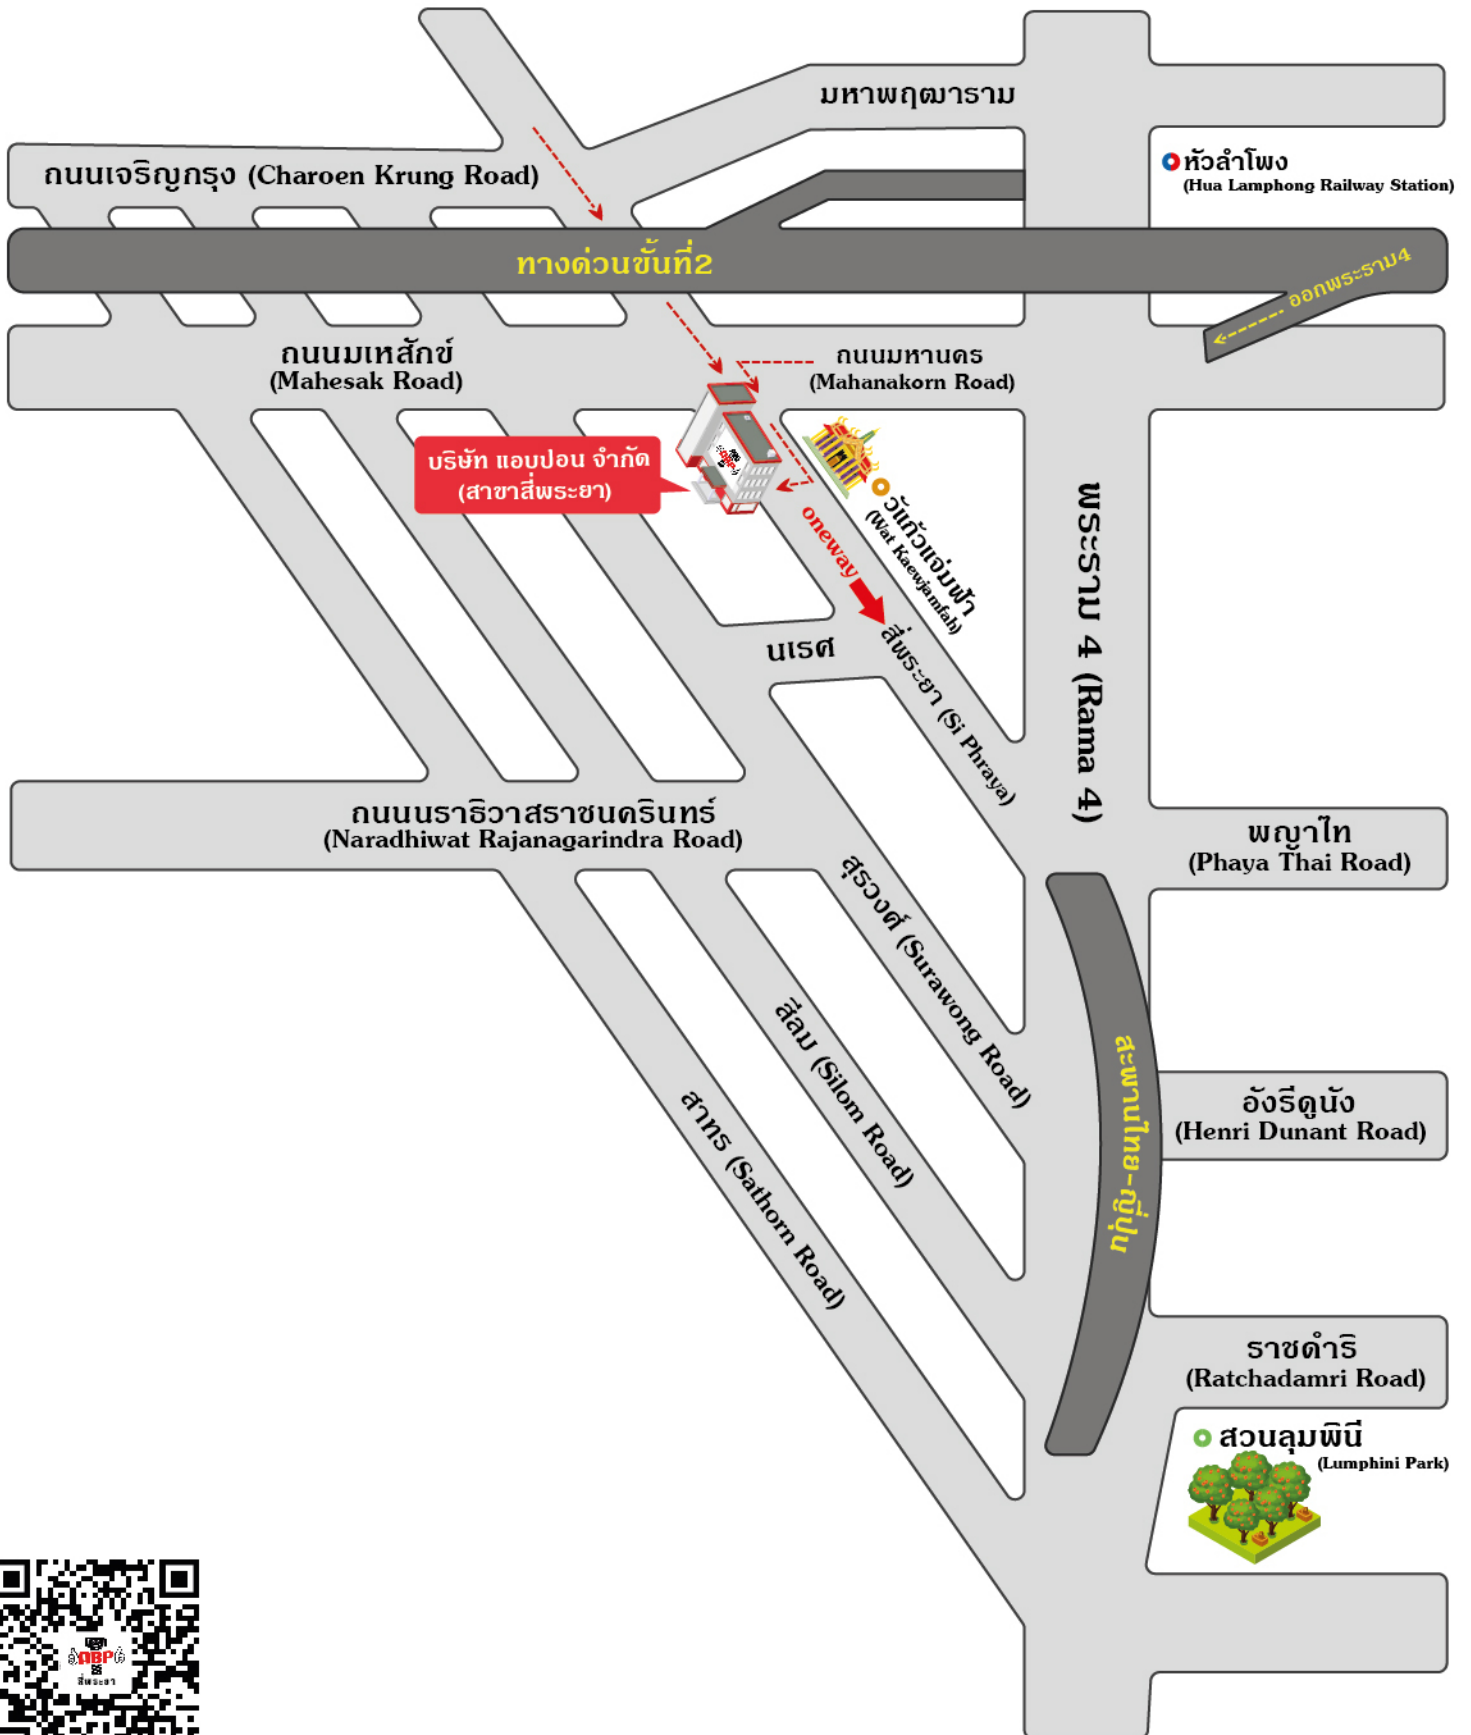 มหาพฤฒาราม
ถนนเจริญกรุง (Charoen Krung Road)
หัวลำโพง
(Hua Lamphong Railway Station)
ทางด่วนขั้นที่2
ออกพระราม4
ถนนมเหสักข์
(Mahesak Road)
ถนนมหานคร
(Mahanakorn Road)
บริษัท แอบปอน จำกัด
(สาขาสี่พระยา)
ABP
oneway
วัแก้วแจ่มฟ้า
(Wat Kaewjamfah)
นเรศ
สี่พระยา (Si Phraya)
พระราม 4 (Rama 4)
ถนนนราธิวาสราชนครินทร์
(Naradhiwat Rajanagarindra Road)
พญาไท
(Phaya Thai Road)
สุรวงศ์ (Surawong Road)
สีลม (Silom Road)
สาทร (Sathorn Road)
สะพานไทย-ญี่ปุ่น
อังรีดูนัง
(Henri Dunant Road)
ราชดำริ
(Ratchadamri Road)
สวนลุมพินี
(Lumphini Park)
ABP
สี่พระยา